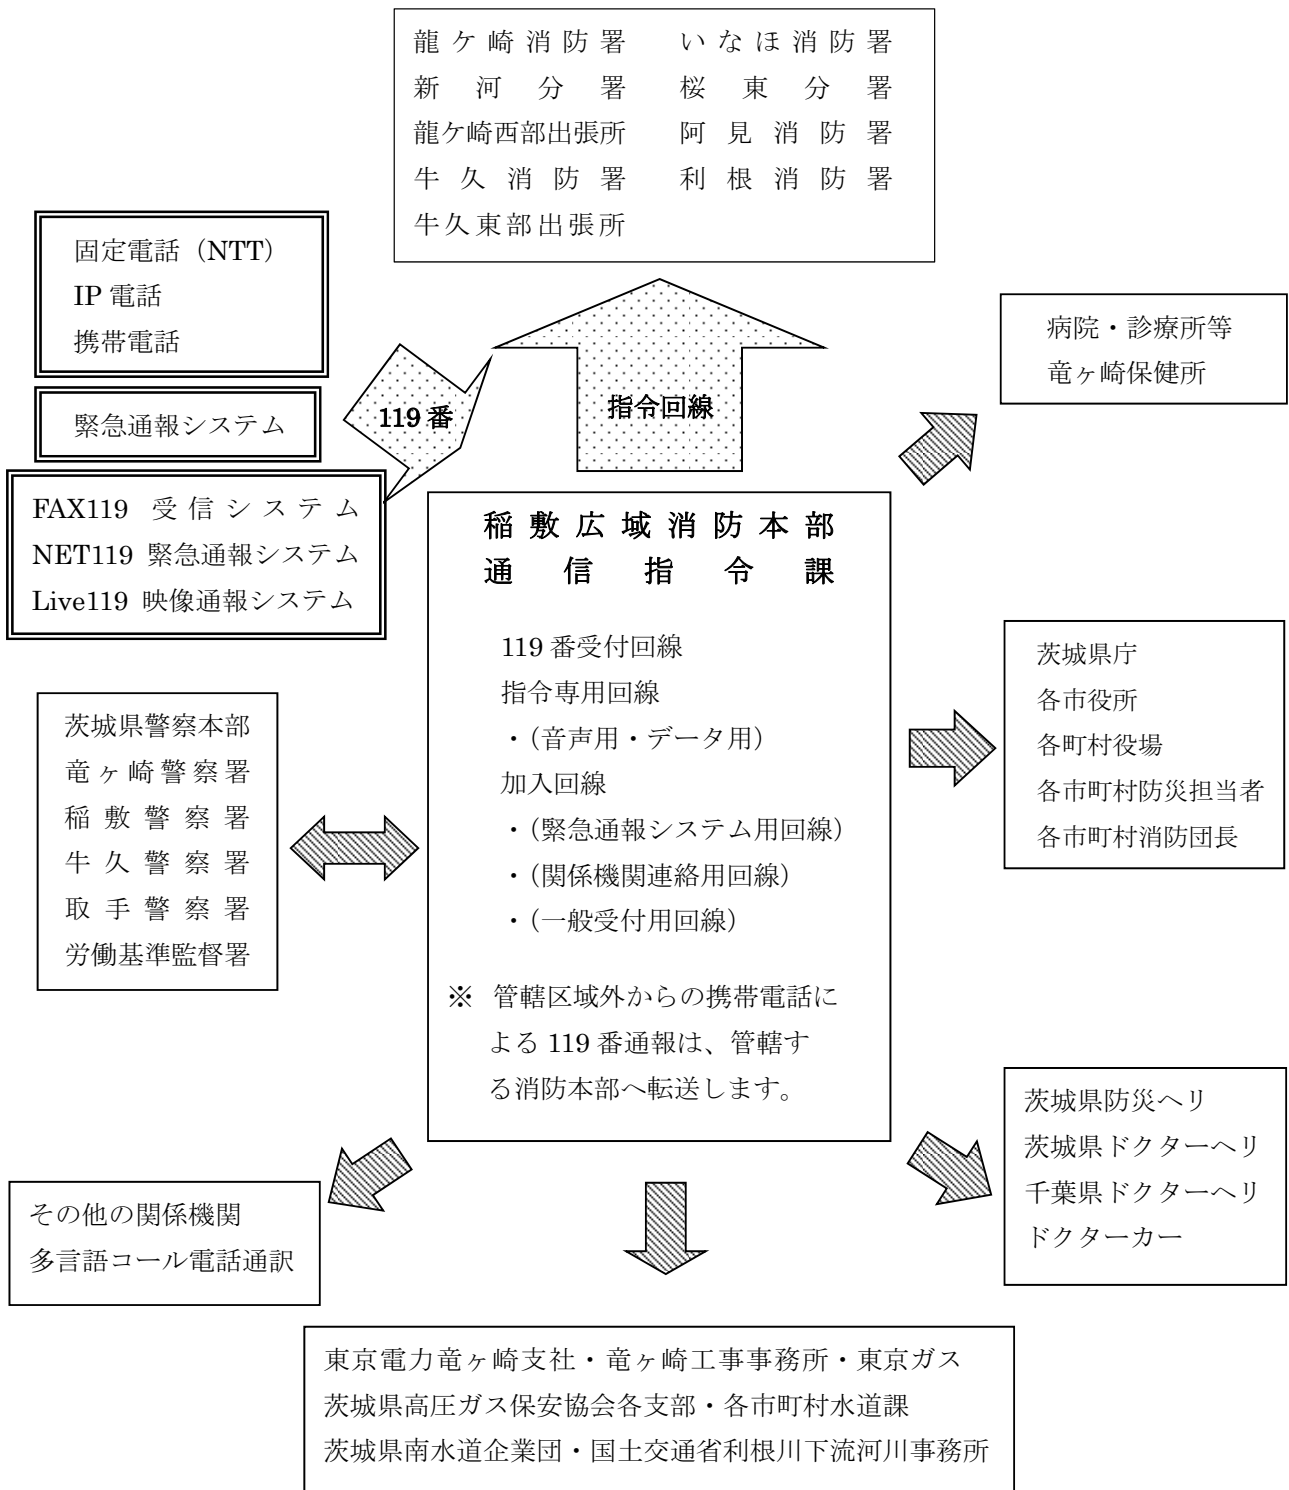 龍ケ崎消防署 いなほ消防署
新河分署 桜東分署
龍ケ崎西部出張所 阿見消防署
牛久消防署 利根消防署
牛久東部出張所
固定電話（NTT）
IP 電話
携帯電話
緊急通報システム
FAX119 受信システム
NET119 緊急通報システム
Live119 映像通報システム
119 番
指令回線
病院・診療所等
竜ヶ崎保健所
稲敷広域消防本部
通信指令課
119 番受付回線
指令専用回線
・（音声用・データ用）
加入回線
・（緊急通報システム用回線）
・（関係機関連絡用回線）
・（一般受付用回線）
※ 管轄区域外からの携帯電話に
よる 119 番通報は、管轄す
る消防本部へ転送します。
茨城県庁
各市役所
各町村役場
各市町村防災担当者
各市町村消防団長
茨城県警察本部
竜ヶ崎警察署
稲敷警察署
牛久警察署
取手警察署
労働基準監督署
茨城県防災ヘリ
茨城県ドクターヘリ
千葉県ドクターヘリ
ドクターカー
その他の関係機関
多言語コール電話通訳
東京電力竜ヶ崎支社・竜ヶ崎工事事務所・東京ガス
茨城県高圧ガス保安協会各支部・各市町村水道課
茨城県南水道企業団・国土交通省利根川下流河川事務所